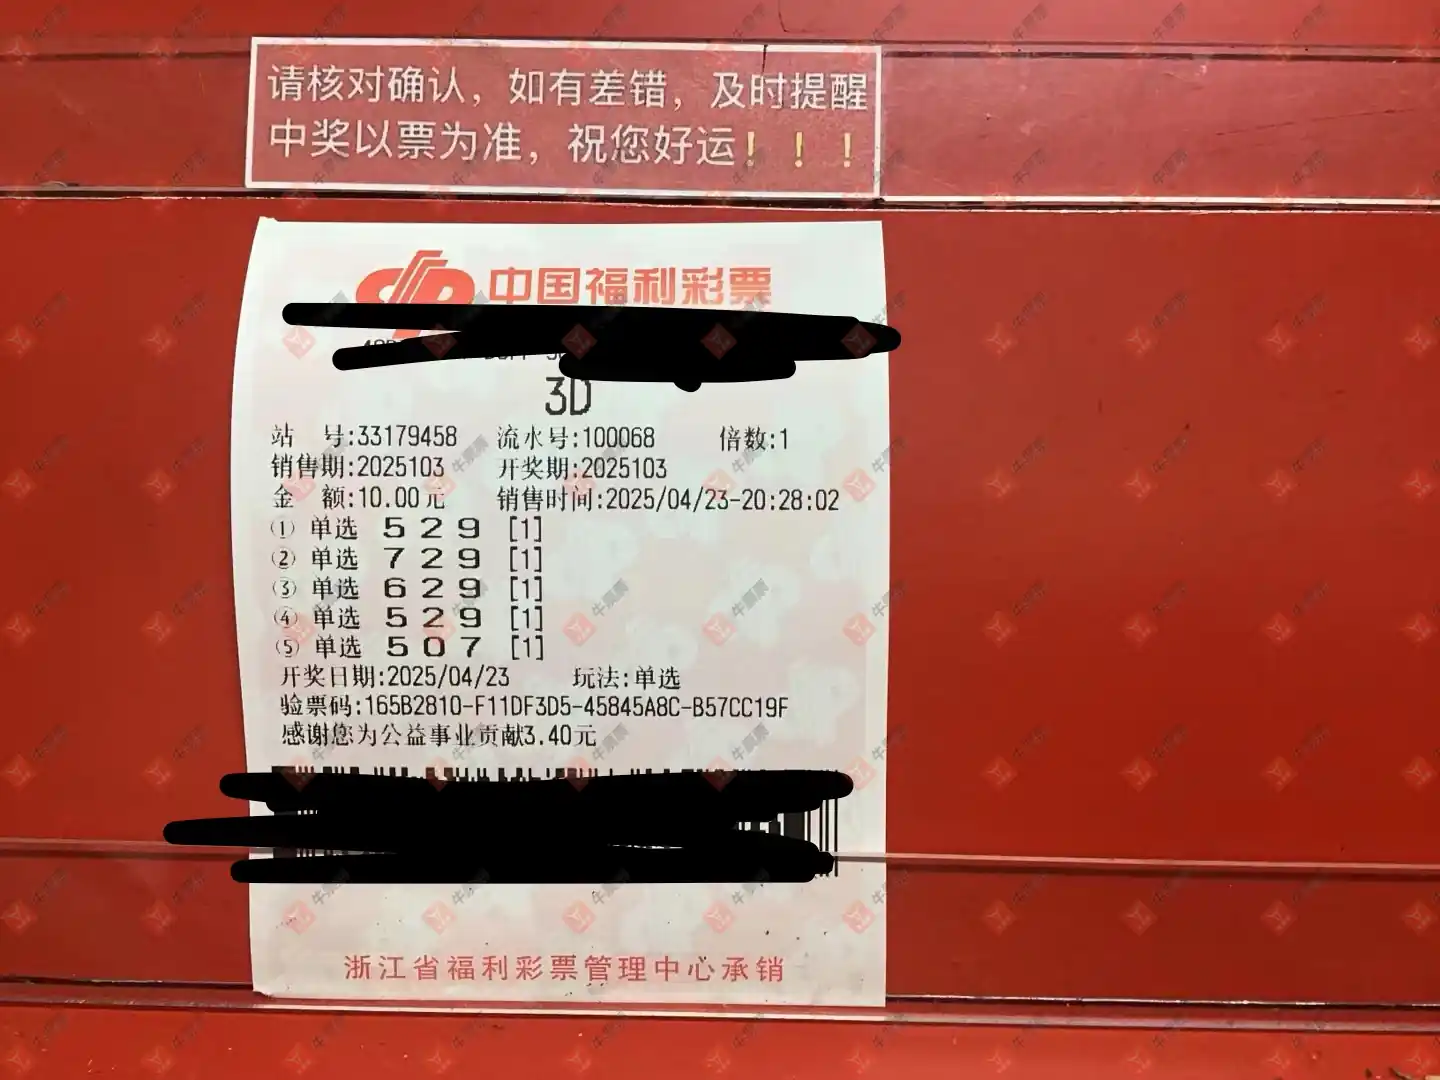 请核对确认，如有差错，及时提醒
中奖以票为准，祝您好运！！！
中国福利彩票
3D
站 号:33179458 流水号:100068 倍数:1
销售期:2025103 开奖期:2025103
金 额:10.00元 销售时间:2025/04/23-20:28:02
① 单选 5 2 9 [1]
② 单选 7 2 9 [1]
③ 单选 6 2 9 [1]
④ 单选 5 2 9 [1]
⑤ 单选 5 0 7 [1]
开奖日期:2025/04/23 玩法:单选
验票码:165B2810-F11DF3D5-45845A8C-B57CC19F
感谢您为公益事业贡献3.40元
浙江省福利彩票管理中心承销